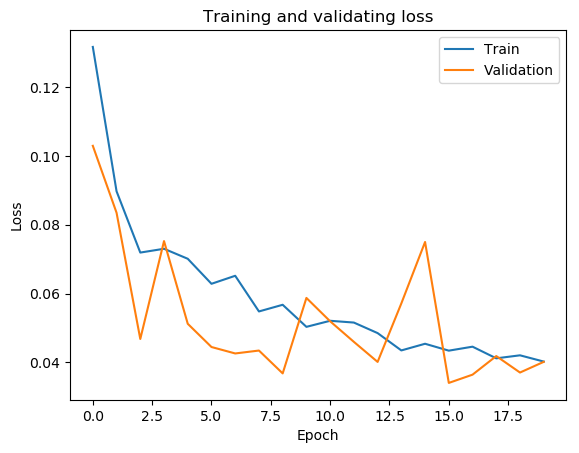 Training and validating loss
Train
Validation
0.12
0.10
0.08
0.06
0.04
Loss
0.0 2.5 5.0 7.5 10.0 12.5 15.0 17.5
Epoch